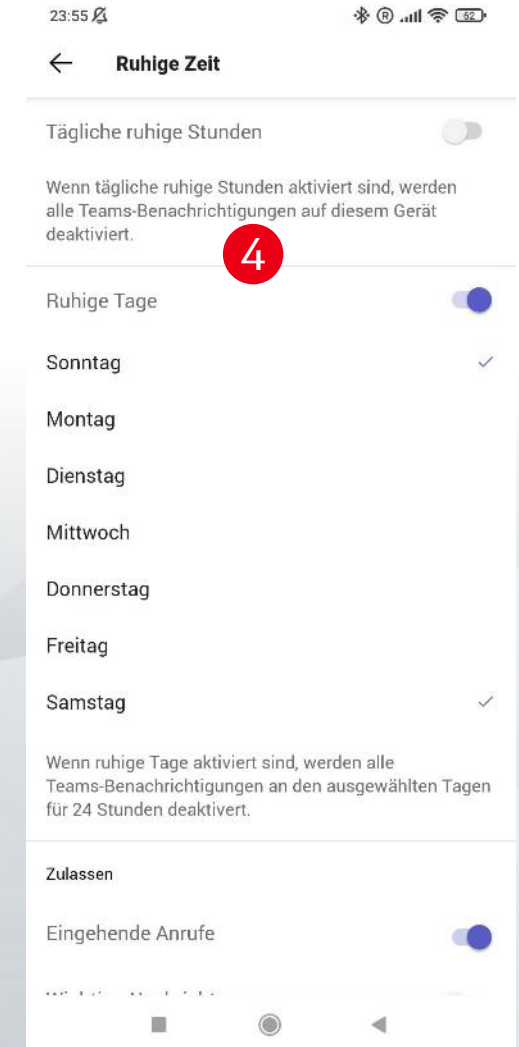 23:55 R 62
Ruhige Zeit
Tägliche ruhige Stunden
Wenn tägliche ruhige Stunden aktiviert sind, werden
alle Teams-Benachrichtigungen auf diesem Gerät
deaktiviert.
4
Ruhige Tage
Sonntag
Montag
Dienstag
Mittwoch
Donnerstag
Freitag
Samstag
Wenn ruhige Tage aktiviert sind, werden alle
Teams-Benachrichtigungen an den ausgewählten Tagen
für 24 Stunden deaktivert.
Zulassen
Eingehende Anrufe